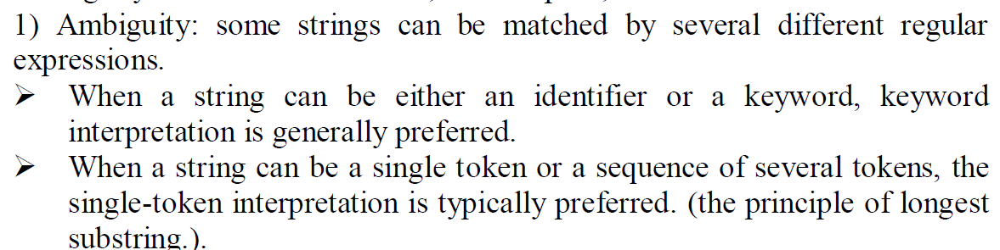 1) Ambiguity: some strings can be matched by several different regular
expressions.
➢ When a string can be either an identifier or a keyword, keyword
interpretation is generally preferred.
➢ When a string can be a single token or a sequence of several tokens, the
single-token interpretation is typically preferred. (the principle of longest
substring.).